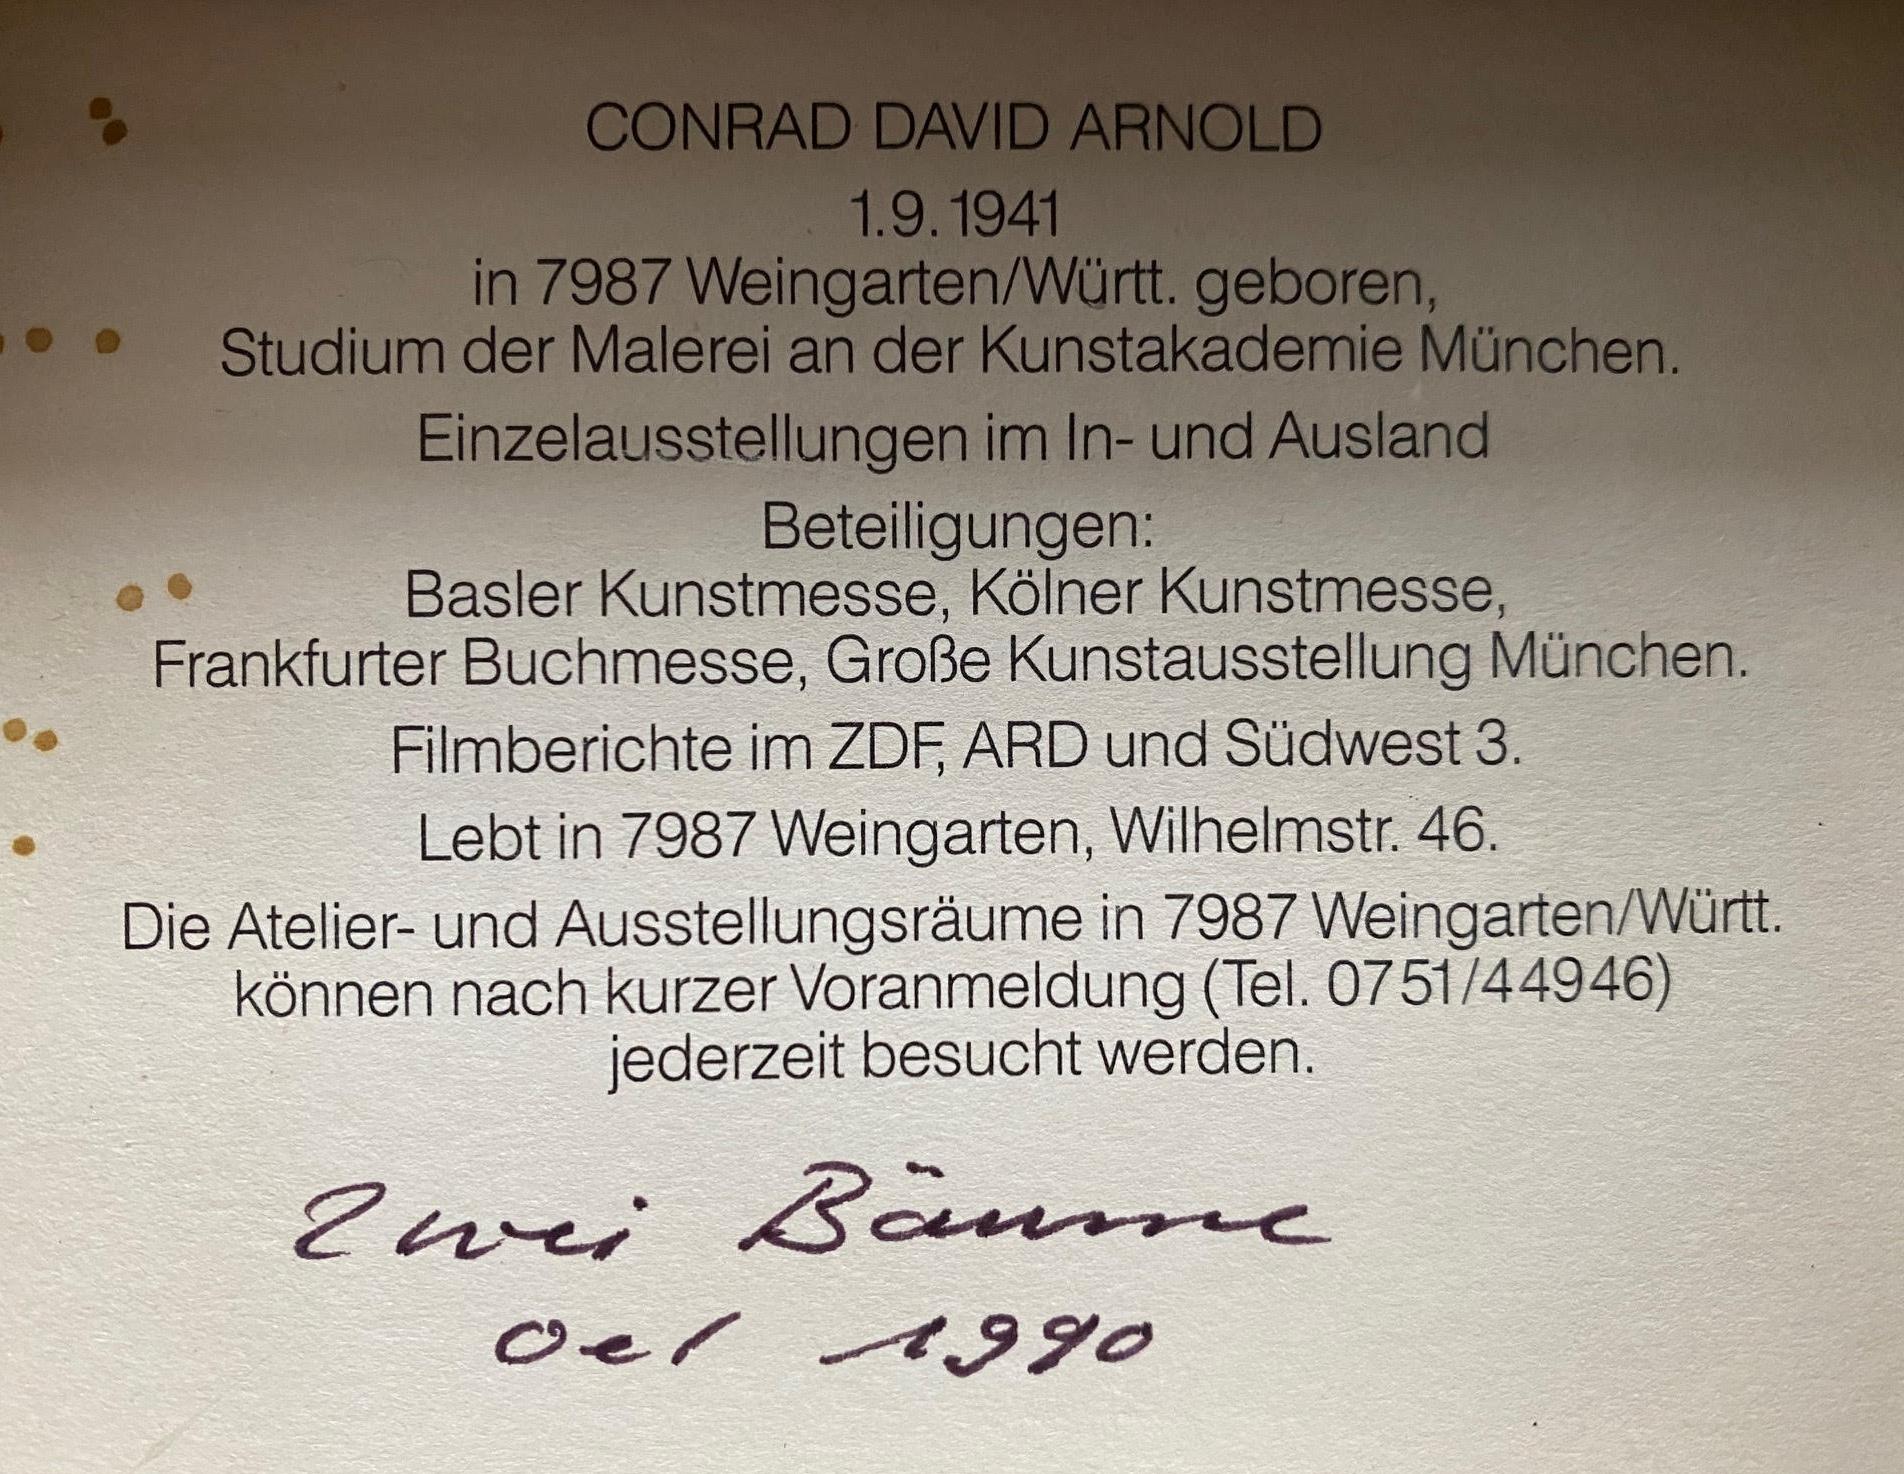 CONRAD DAVID ARNOLD
1.9.1941
in 7987 Weingarten/Württ. geboren,
Studium der Malerei an der Kunstakademie München.
Einzelausstellungen im In- und Ausland
Beteiligungen:
Basler Kunstmesse, Kölner Kunstmesse,
Frankfurter Buchmesse, Große Kunstausstellung München.
Filmberichte im ZDF, ARD und Südwest 3.
Lebt in 7987 Weingarten, Wilhelmstr. 46.
Die Atelier- und Ausstellungsräume in 7987 Weingarten/Württ.
können nach kurzer Voranmeldung (Tel. 0751/44946)
jederzeit besucht werden.
Zwei Bäume
Oel 1990